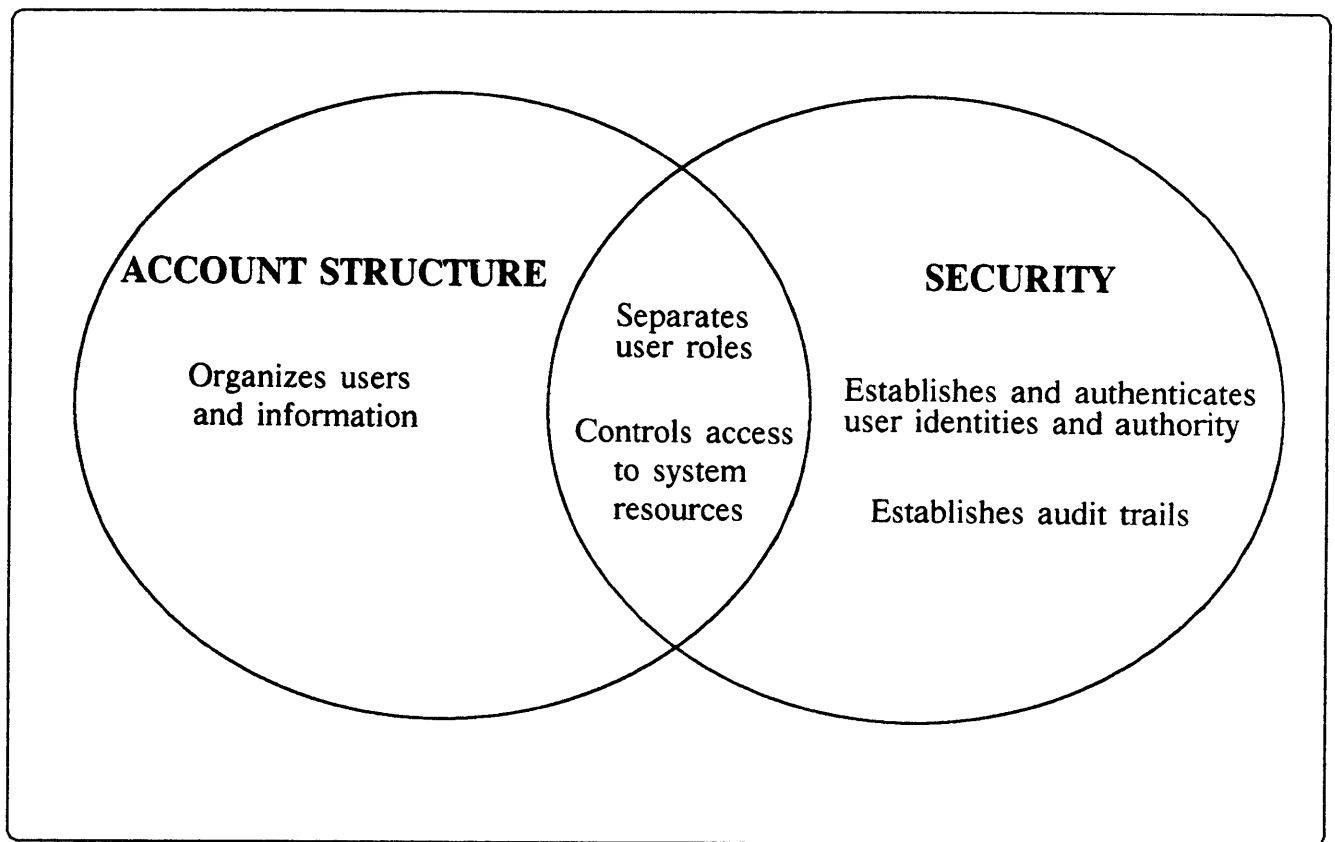 ACCOUNT STRUCTURE
Organizes users
and information
Separates
user roles
Controls access
to system
resources
SECURITY
Establishes and authenticates
user identities and authority
Establishes audit trails